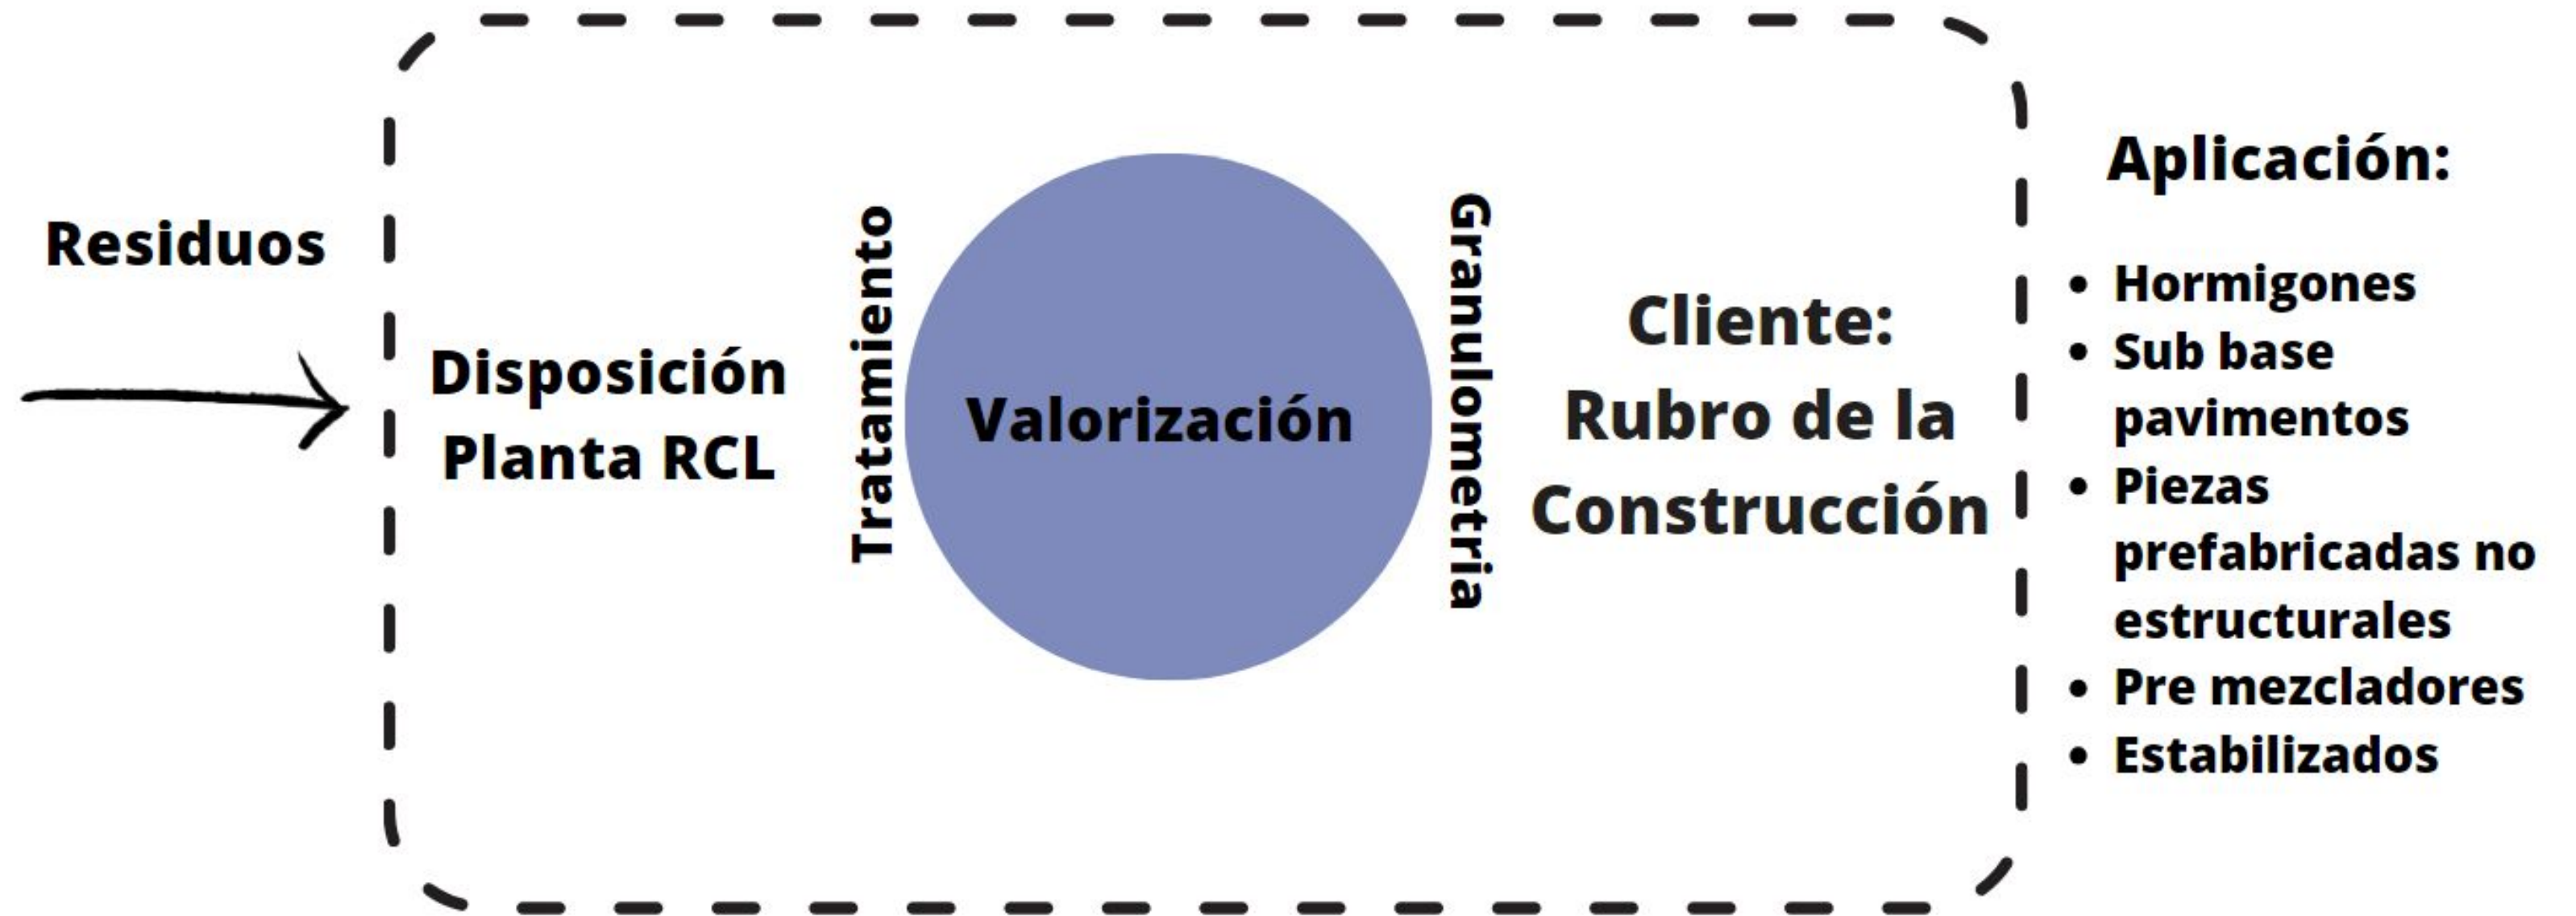 Residuos
Disposición
Planta RCL
Tratamiento
Valorización
Granulometria
Cliente:
Rubro de la
Construcción
Aplicación:
• Hormigones
• Sub base
pavimentos
• Piezas
prefabricadas no
estructurales
• Pre mezcladores
• Estabilizados